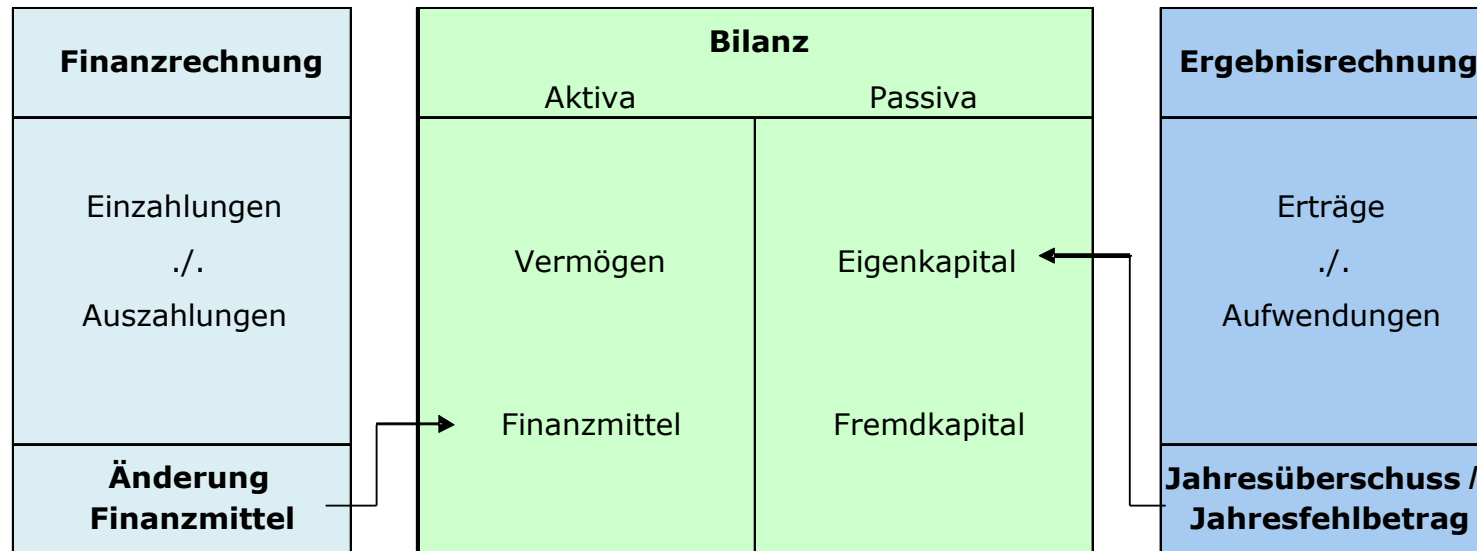 Finanzrechnung
Einzahlungen
./.
Auszahlungen
Änderung
Finanzmittel
Bilanz
Aktiva
Passiva
Vermögen
Eigenkapital
Finanzmittel
Fremdkapital
Ergebnisrechnung
Erträge
./.
Aufwendungen
Jahresüberschuss /
Jahresfehlbetrag